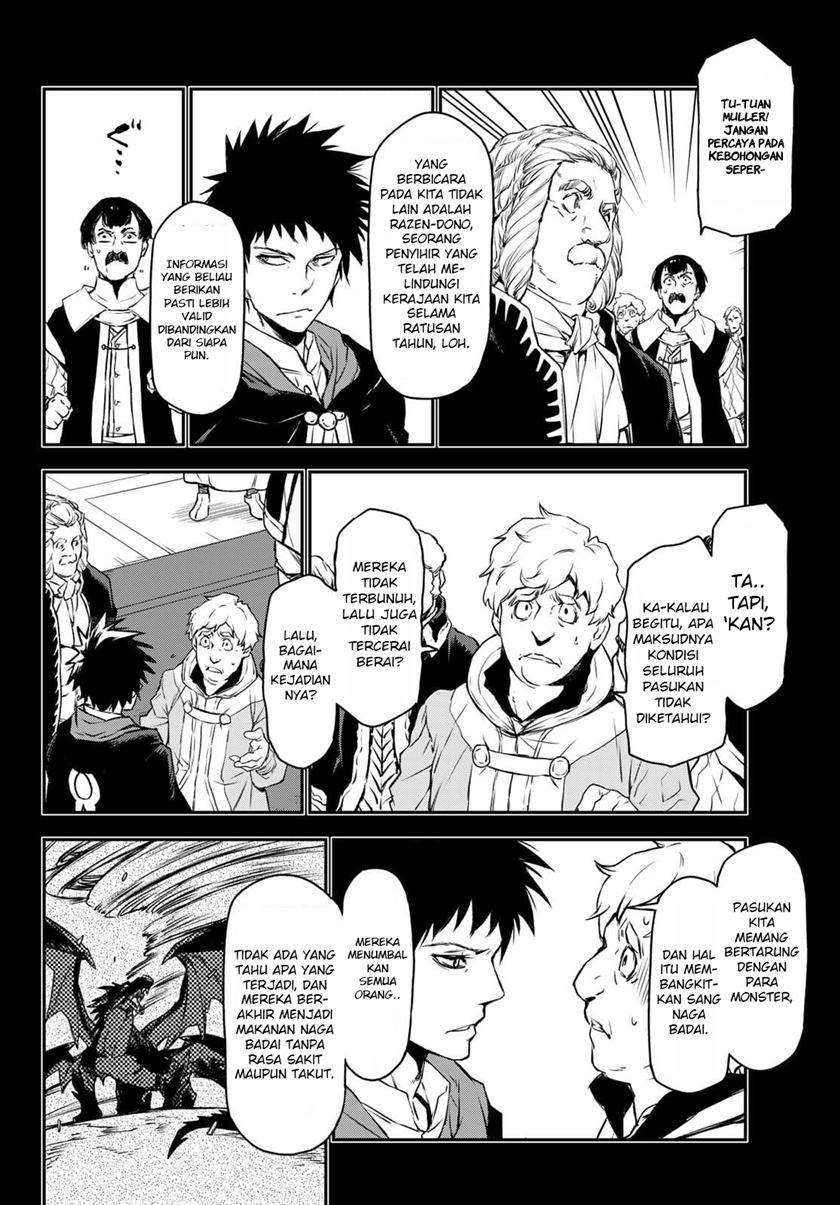 TU-TUAN
MULLER!
JANGAN
PERCAYA PADA
KEBOHONGAN
SEPER-
YANG
BERBICARA
PADA KITA TIDAK
LAIN ADALAH
RAZEN-DONO,
SEORANG
PENYIHIR YANG
TELAH ME-
LINDUNGI
KERAJAAN KITA
SELAMA
RATUSAN
TAHUN, LOH.
INFORMASI
YANG BELIAU
BERIKAN
PASTI LEBIH
VALID
DIBANDINGKAN
DARI SIAPA
PUN.
ぐっ
TA..
TAPI,
'KAN?
KA-KALAU
BEGITU, APA
MAKSUDNYA
KONDISI
SELURUH
PASUKAN
TIDAK
DIKETAHUI?
MEREKA
TIDAK
TERBUNUH,
LALU JUGA
TIDAK
TERCERAI
BERAI?
LALU,
BAGAI-
MANA
KEJADIAN
NYA?
PASUKAN
KITA
MEMANG
BERTARUNG
DENGAN
PARA
MONSTER,
DAN HAL
ITU MEM-
BANGKIT-
KAN SANG
NAGA
BADAI.
MEREKA
MENUMBAL
KAN
SEMUA
ORANG..
TIDAK ADA YANG
TAHU APA YANG
TERJADI, DAN
MEREKA BER-
AKHIR MENJADI
MAKANAN NAGA
BADAI TANPA
RASA SAKIT
MAUPUN TAKUT.